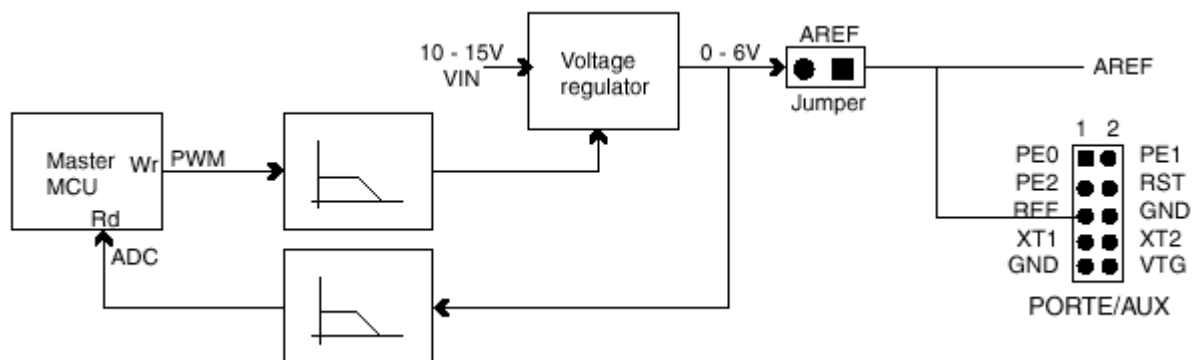 10 - 15V
VIN
Voltage
regulator
0 - 6V
AREF
Jumper
AREF
Master
MCU
Wr
Rd
PWM
ADC
1 2
PE0 PE1
PE2 RST
REF GND
XT1 XT2
GND VTG
PORTE/AUX